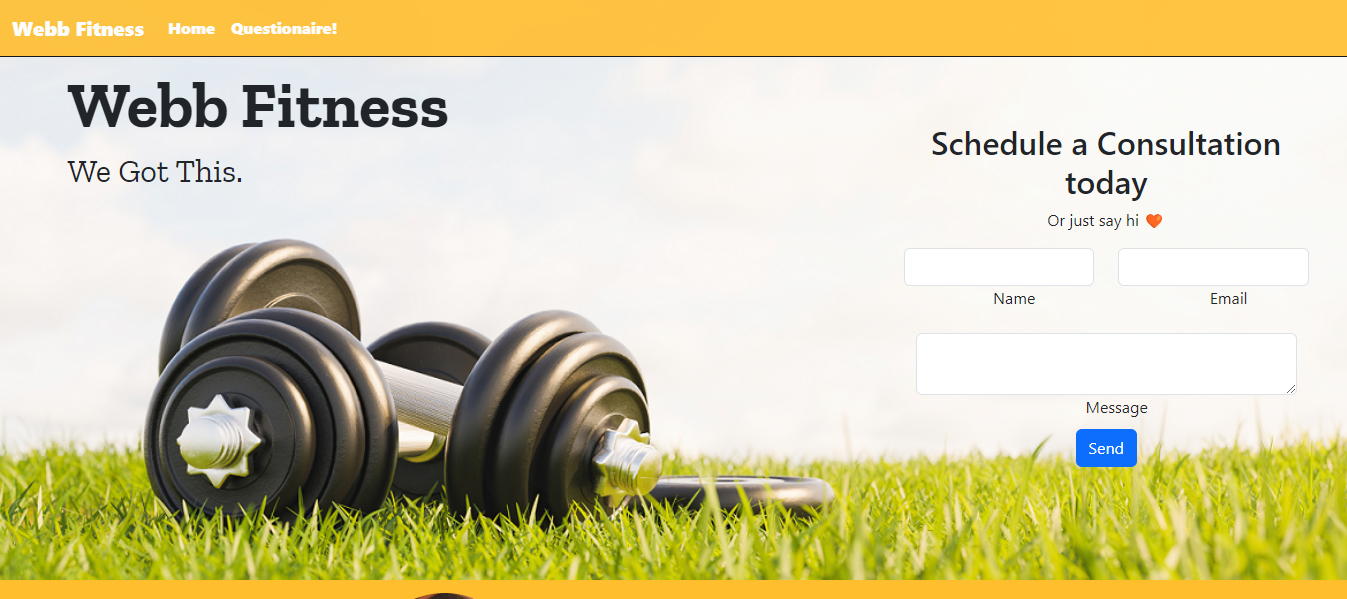 Webb Fitness Home Questionaire!
Webb Fitness
We Got This.
Schedule a Consultation
today
Or just say hi 🧡
Name Email
Message
Send